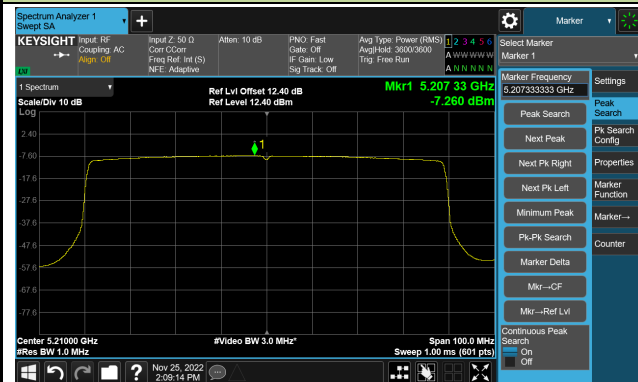 Spectrum Analyzer 1
Swept SA
Marker
KEYSIGHT
Input: RF
Coupling: AC
Align: Off
Input Z: 50 Ω
Corr CCorr
Freq Ref: Int (S)
NFE: Adaptive
Atten: 10 dB
PNO: Fast
Gate: Off
IF Gain: Low
Sig Track: Off
Avg Type: Power (RMS)
Avg|Hold: 3600/3600
Trig: Free Run
1 2 3 4 5 6
A W W W W W
A N N N N N
Select Marker
Marker 1
1 Spectrum
Scale/Div 10 dB
Log
Ref Lvl Offset 12.40 dB
Ref Level 12.40 dBm
Mkr1 5.207 33 GHz
-7.260 dBm
2.40
-7.60
-17.6
-27.6
-37.6
-47.6
-57.6
-67.6
-77.6
1
Center 5.21000 GHz
#Res BW 1.0 MHz
#Video BW 3.0 MHz*
Span 100.0 MHz
Sweep 1.00 ms (601 pts)
Marker Frequency
5.207333333 GHz
Peak Search
Next Peak
Next Pk Right
Next Pk Left
Minimum Peak
Pk-Pk Search
Marker Delta
Mkr→CF
Mkr→Ref Lvl
Continuous Peak
Search
On
Off
Settings
Peak
Search
Pk Search
Config
Properties
Marker
Function
Marker→
Counter
Nov 25, 2022
2:09:14 PM